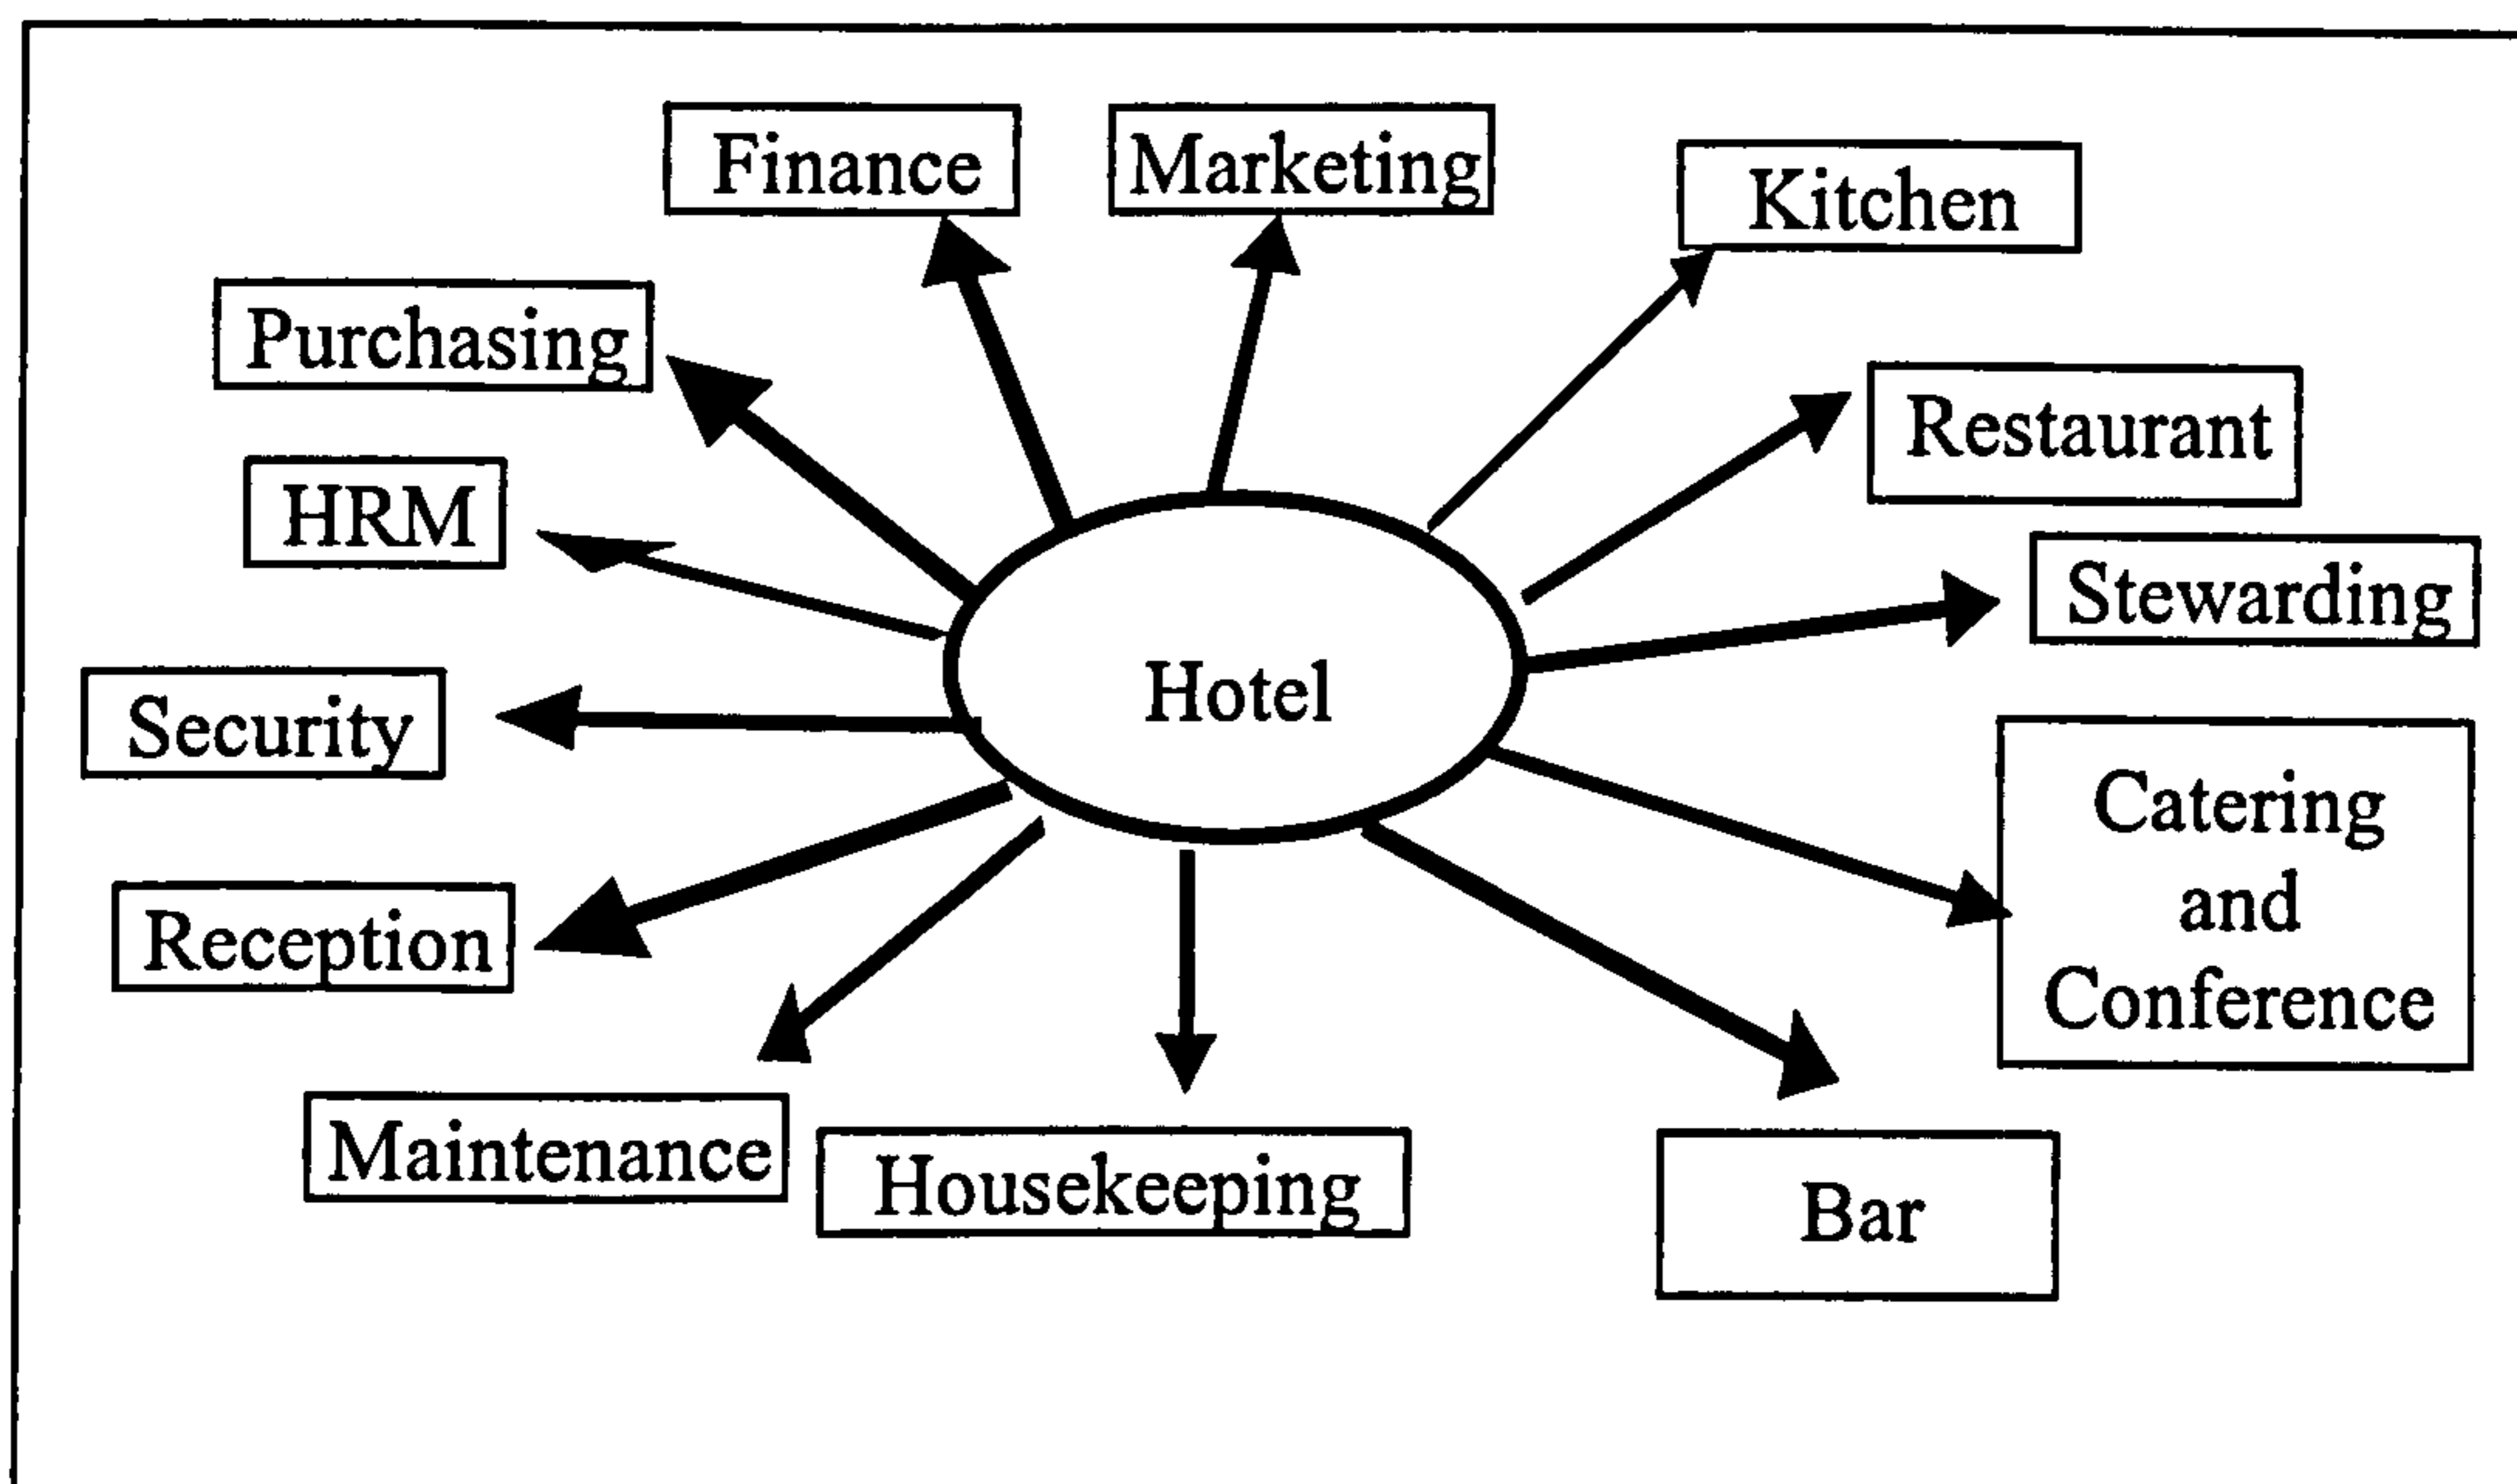 Finance
Marketing
Kitchen
Purchasing
Restaurant
HRM
Stewarding
Hotel
Security
Catering
and
Conference
Reception
Maintenance
Housekeeping
Bar